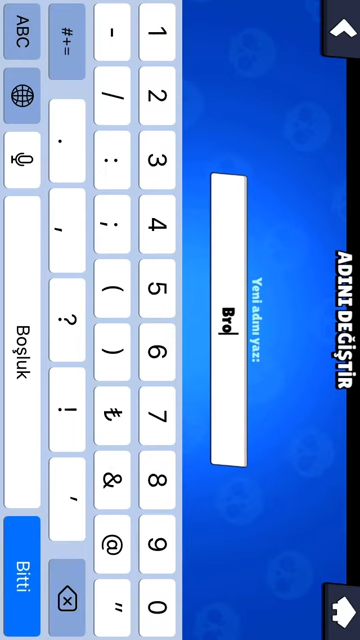 ADINI DEĞİŞTİR
Yeni adını yaz:
Bro
1 2 3 4 5 6 7 8 9 0
- / : ; ( ) ₺ & @ "
#+= . , ? ! '
ABC Boşluk Bitti